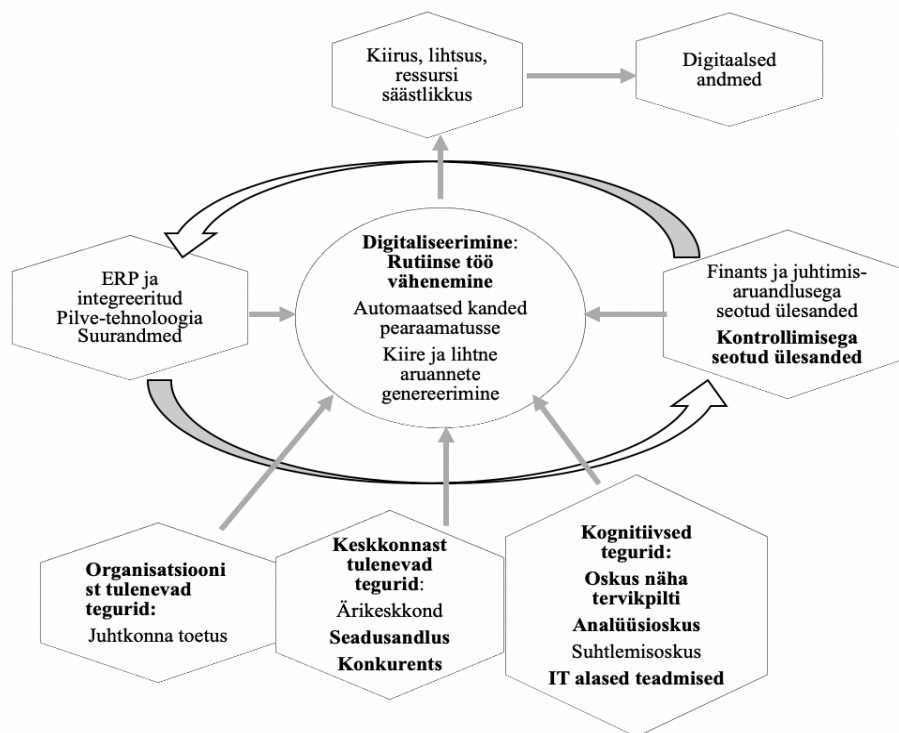 Kiirus, lihtsus,
ressursi
säästlikkus
Digitaalsed
andmed
ERP ja
integreeritud
Pilve-tehnoloogia
Suurandmed
Digitaliseerimine:
Rutiinse töö
vähenemine
Automaatsed kanded
pearaamatusse
Kiire ja lihtne
aruannete
genereerimine
Finants ja juhtimis-
aruandlusega
seotud ülesanded
Kontrollimisega
seotud ülesanded
Organisatsiooni
st tulenevad
tegurid:
Juhtkonna toetus
Keskkonnast
tulenevad
tegurid:
Ärikeskkond
Seadusandlus
Konkurents
Kognitiivsed
tegurid:
Oskus näha
tervikpilti
Analüüsioskus
Suhtlemisoskus
IT alased teadmised